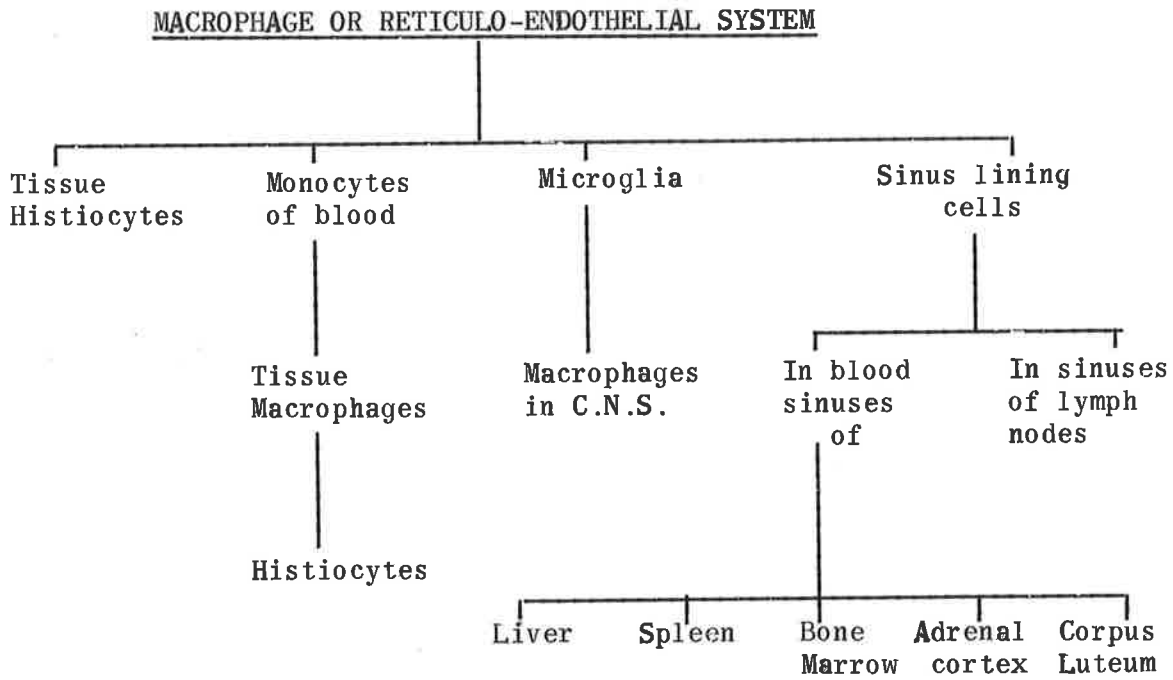 MACROPHAGE OR RETICULO-ENDOTHELIAL SYSTEM
Tissue
Histiocytes
Monocytes
of blood
Microglia
Sinus lining
cells
Tissue
Macrophages
Macrophages
in C.N.S.
In blood
sinuses
of
In sinuses
of lymph
nodes
Histiocytes
Liver
Spleen
Bone
Marrow
Adrenal
cortex
Corpus
Luteum